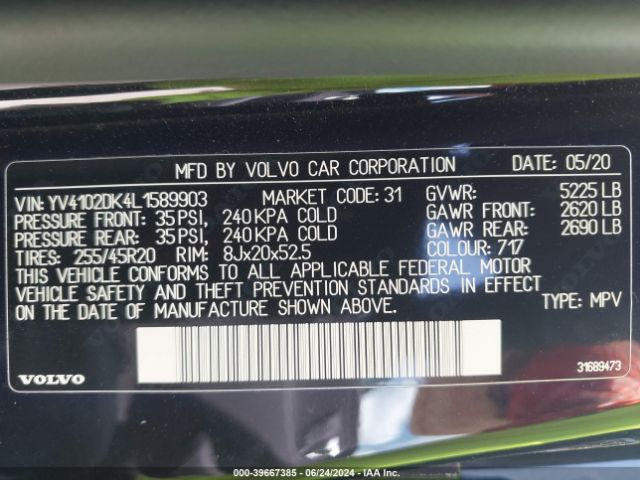 MFD BY VOLVO CAR CORPORATION DATE: 05/20
VIN: YV4102DK4L1589903 MARKET CODE: 31 GVWR: 5225 LB
PRESSURE FRONT: 35 PSI, 240 KPA COLD GAWR FRONT: 2620 LB
PRESSURE REAR: 35 PSI, 240 KPA COLD GAWR REAR: 2690 LB
TIRES: 255/45R20 RIM: 8Jx20x52.5 COLOUR: 717
THIS VEHICLE CONFORMS TO ALL APPLICABLE FEDERAL MOTOR
VEHICLE SAFETY AND THEFT PREVENTION STANDARDS IN EFFECT
ON THE DATE OF MANUFACTURE SHOWN ABOVE. TYPE: MPV
VOLVO 31689473
000-39667385 - 06/24/2024 - IAA Inc.